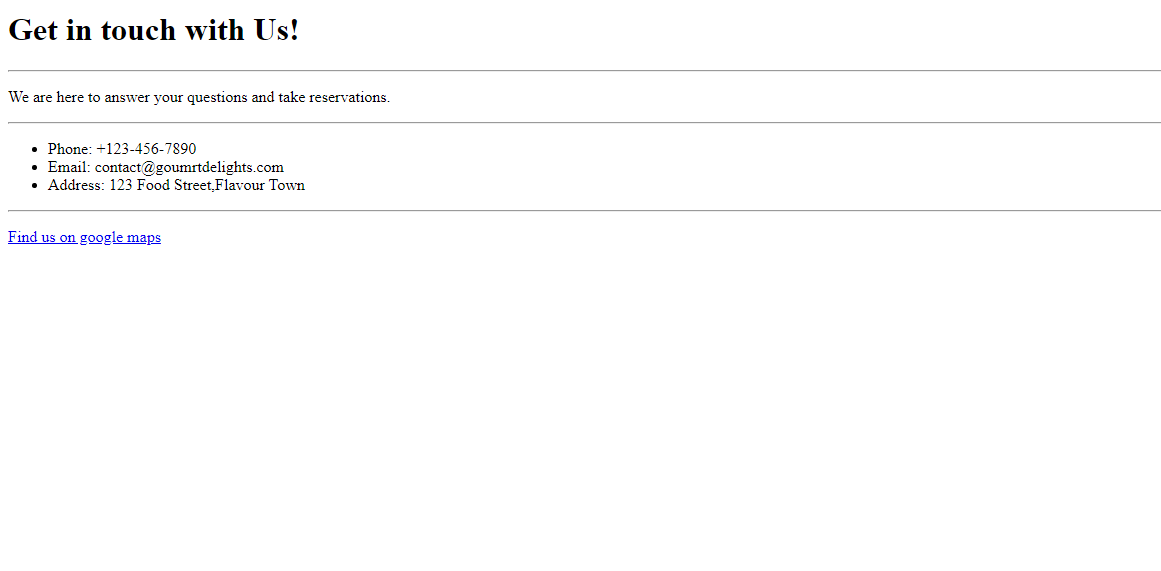 Get in touch with Us!
We are here to answer your questions and take reservations.
Phone: +123-456-7890
Email: contact@goumrtdelights.com
Address: 123 Food Street,Flavour Town
Find us on google maps